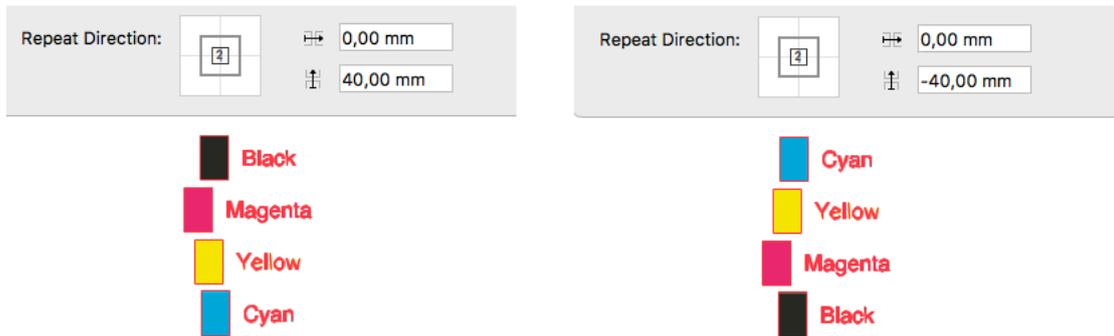 Repeat Direction: 2 0,00 mm
40,00 mm
Black
Magenta
Yellow
Cyan
Repeat Direction: 2 0,00 mm
-40,00 mm
Cyan
Yellow
Magenta
Black